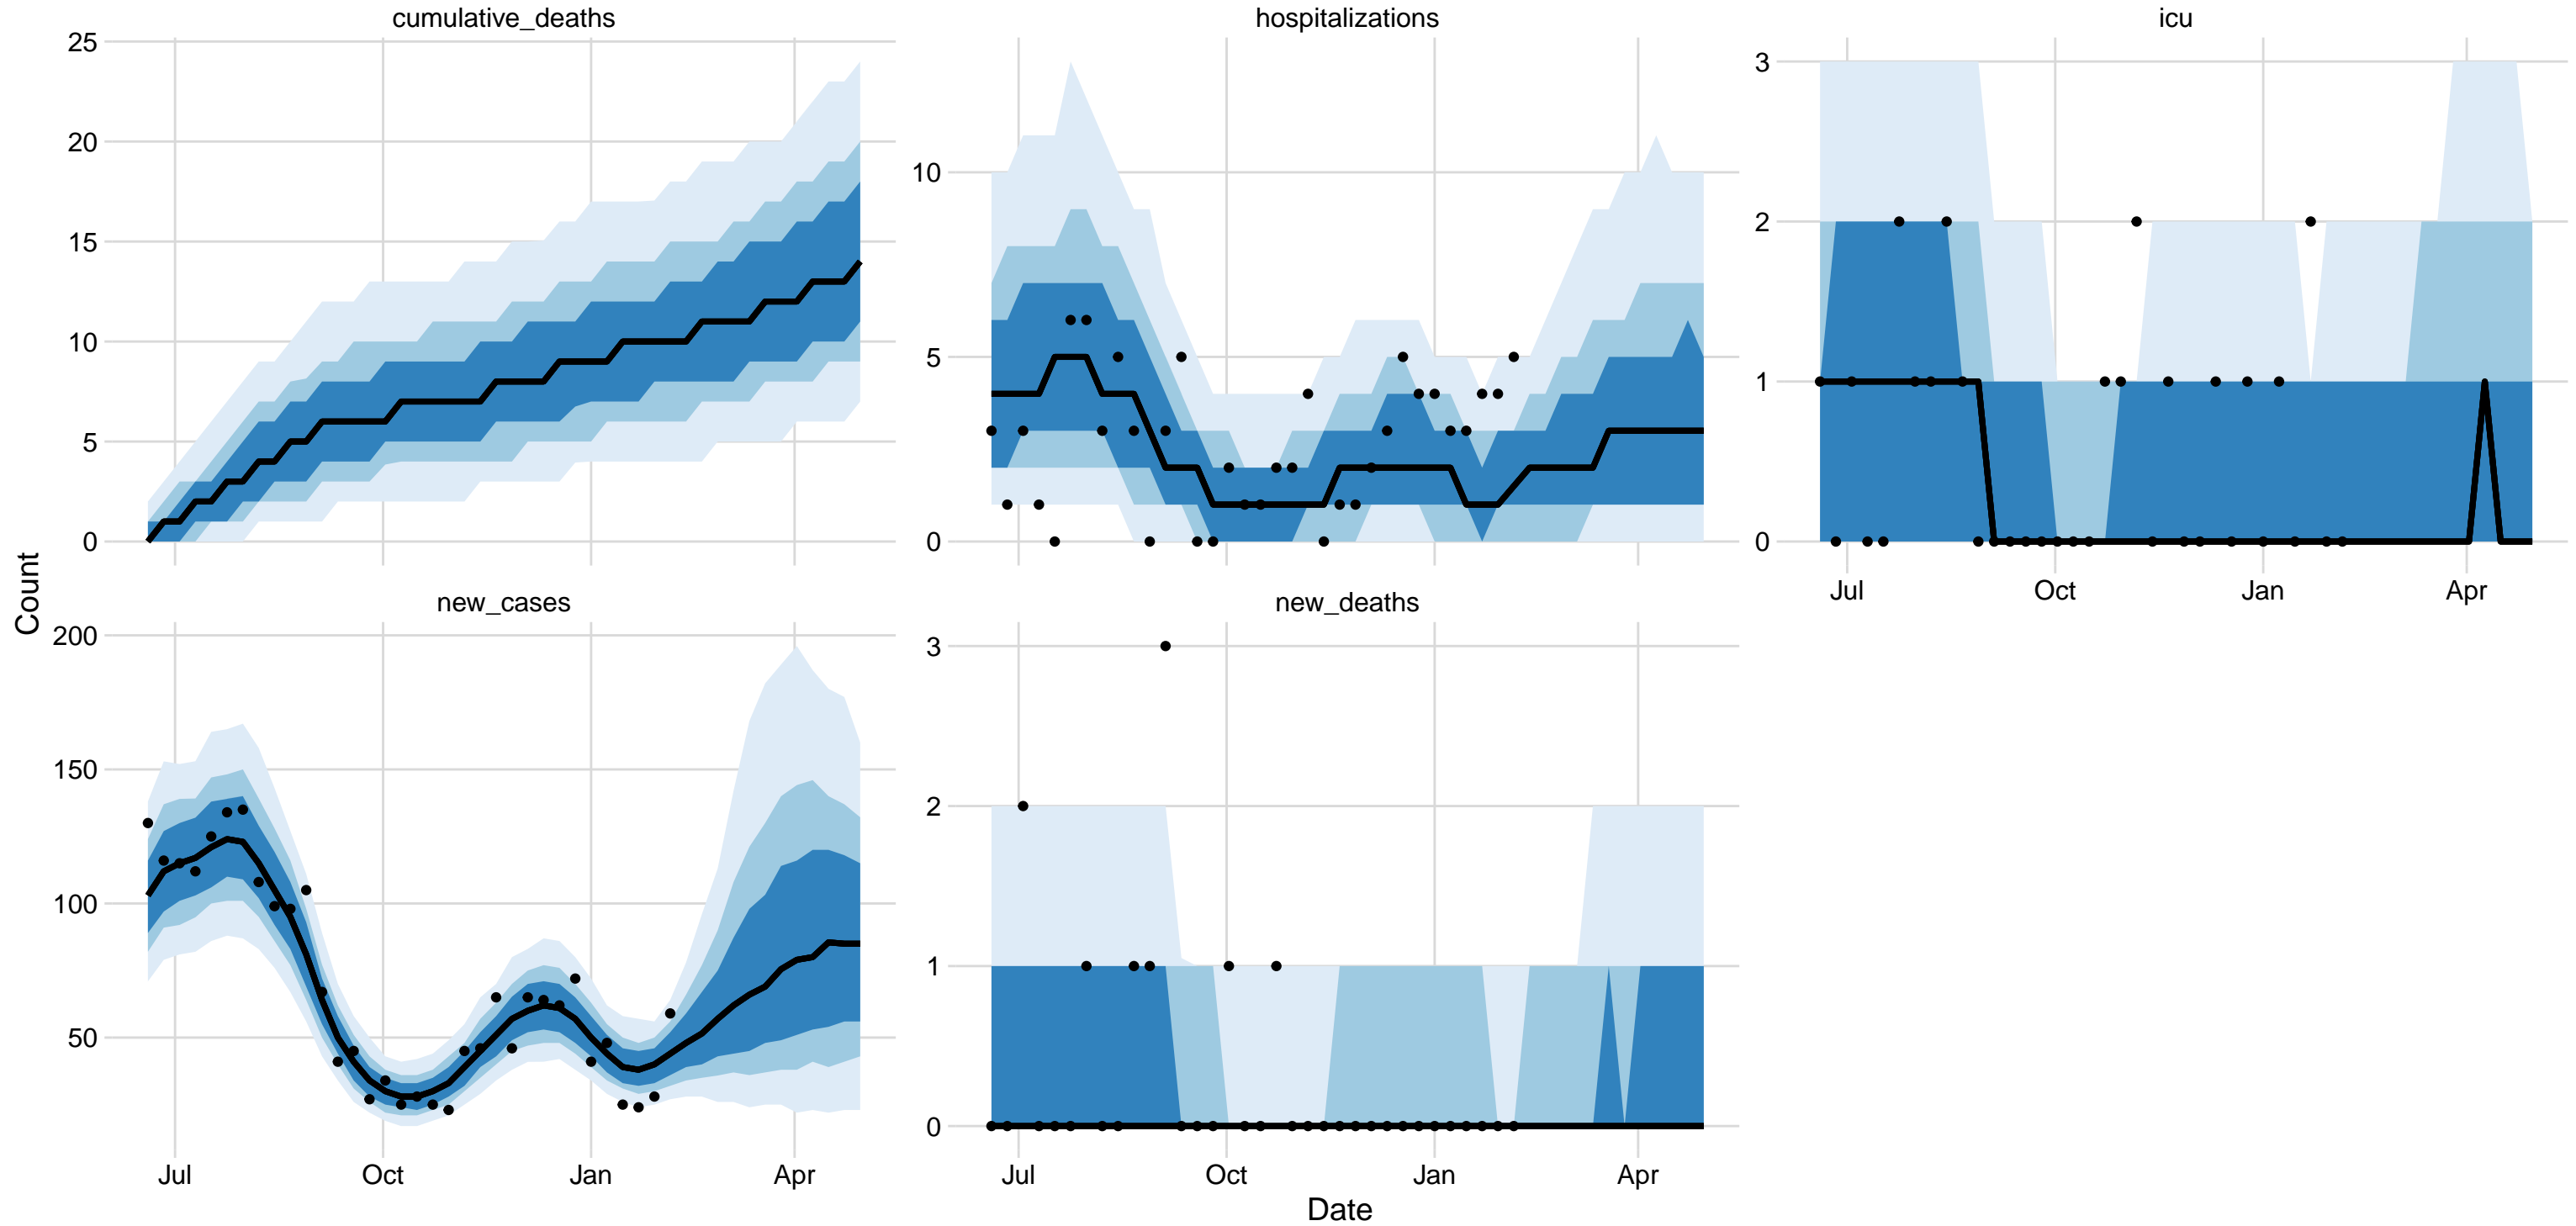 cumulative_deaths
hospitalizations
icu
25
20
15
10
5
0
10
5
0
3
2
1
0
Jul
Oct
Jan
Apr
Count
new_cases
new_deaths
200
150
100
50
3
2
1
0
Jul
Oct
Jan
Apr
Jul
Oct
Jan
Apr
Date